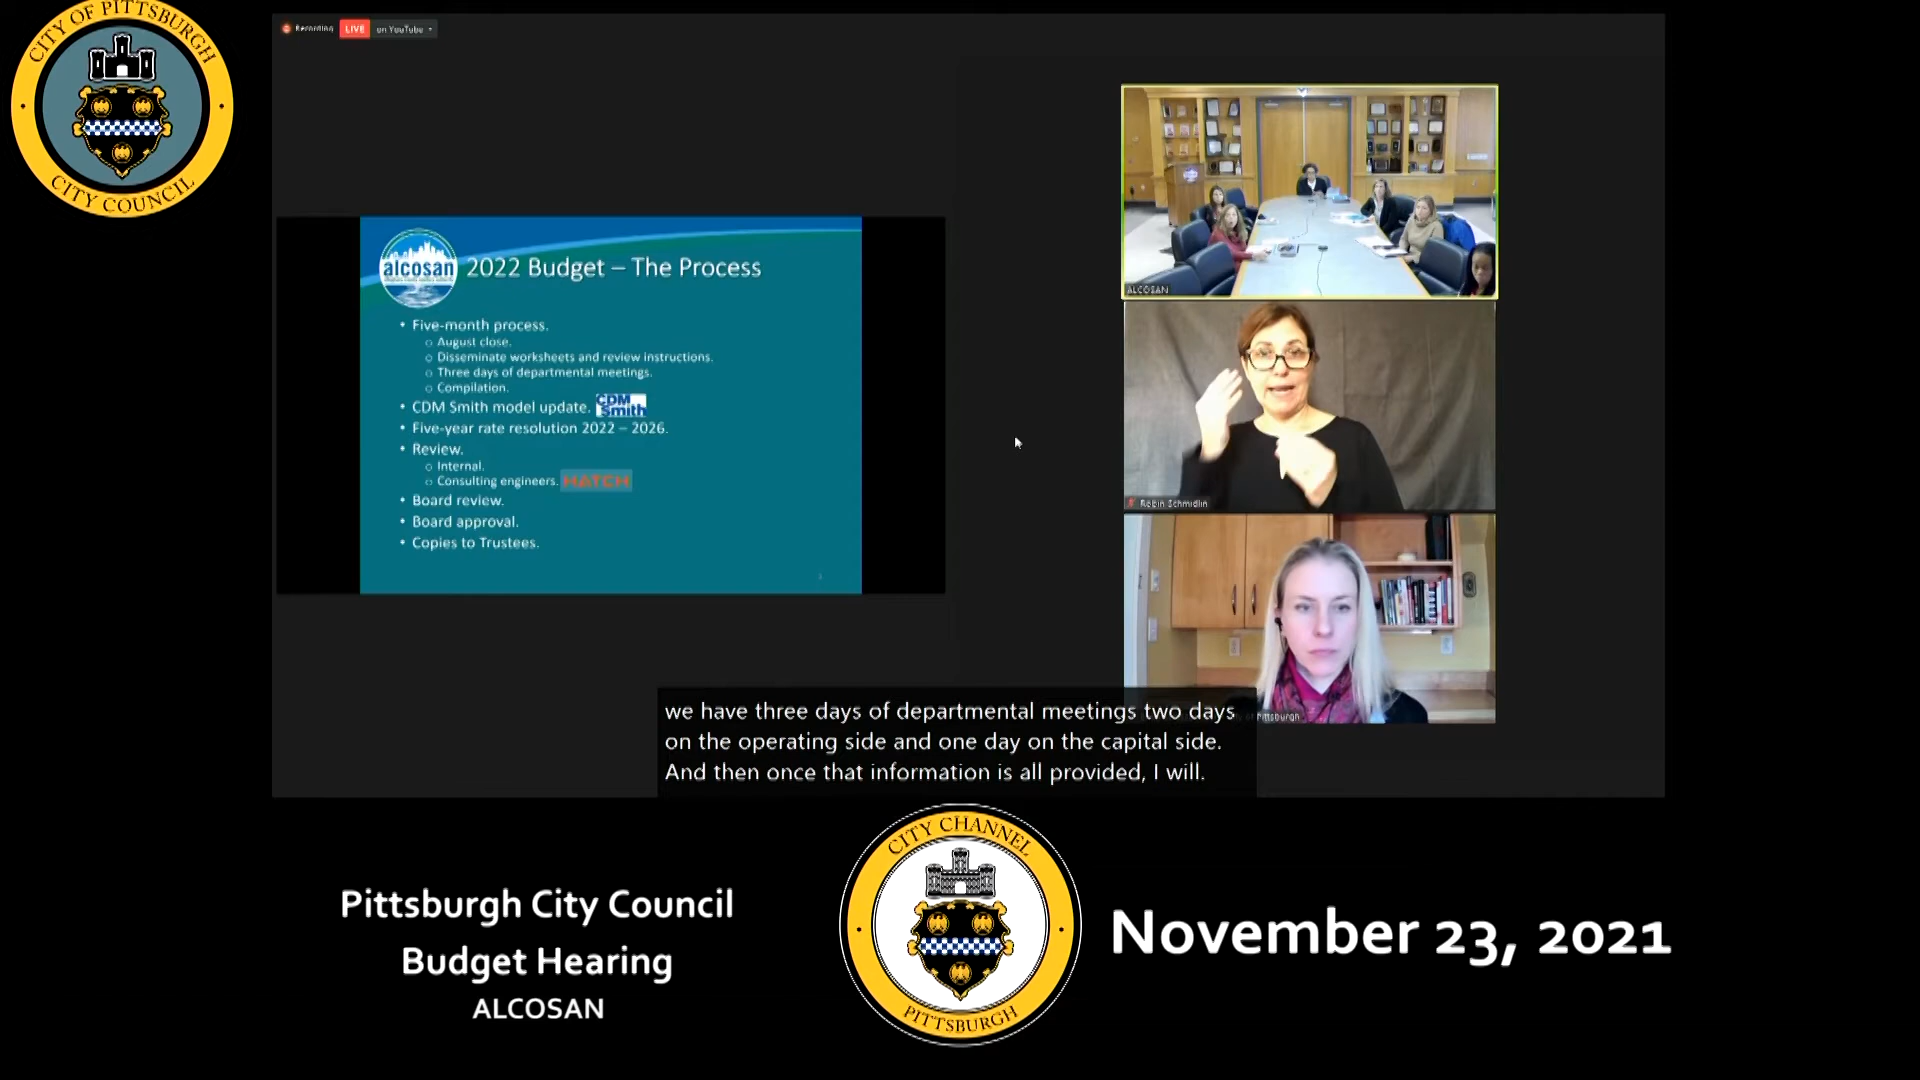 CITY OF PITTSBURGH
CITY COUNCIL
Recording
LIVE
on YouTube
alcosan
2022 Budget – The Process
• Five-month process.
○ August close.
○ Disseminate worksheets and review instructions.
○ Three days of departmental meetings.
○ Compilation.
• CDM Smith model update.
CDM
Smith
• Five-year rate resolution 2022 – 2026.
• Review.
○ Internal.
○ Consulting engineers.
HATCH
• Board review.
• Board approval.
• Copies to Trustees.
ALCOSAN
Robin Schmidlin
Pittsburgh
we have three days of departmental meetings two days
on the operating side and one day on the capital side.
And then once that information is all provided, I will.
Pittsburgh City Council
Budget Hearing
ALCOSAN
CITY CHANNEL
PITTSBURGH
November 23, 2021